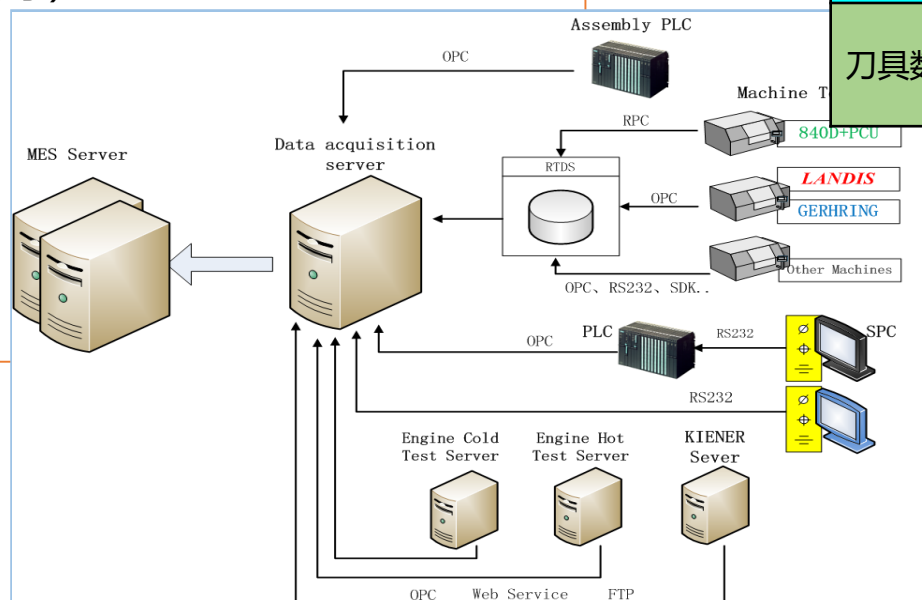 Assembly PLC
刀具数
OPC
Machine T
RPC
840D+PCU
MES Server
Data acquisition
server
RTDS
LANDIS
OPC
GERHRING
Other Machines
OPC、RS232、SDK..
PLC
RS232
SPC
OPC
RS232
Engine Cold
Test Server
Engine Hot
Test Server
KIENER
Sever
OPC
Web Service
FTP